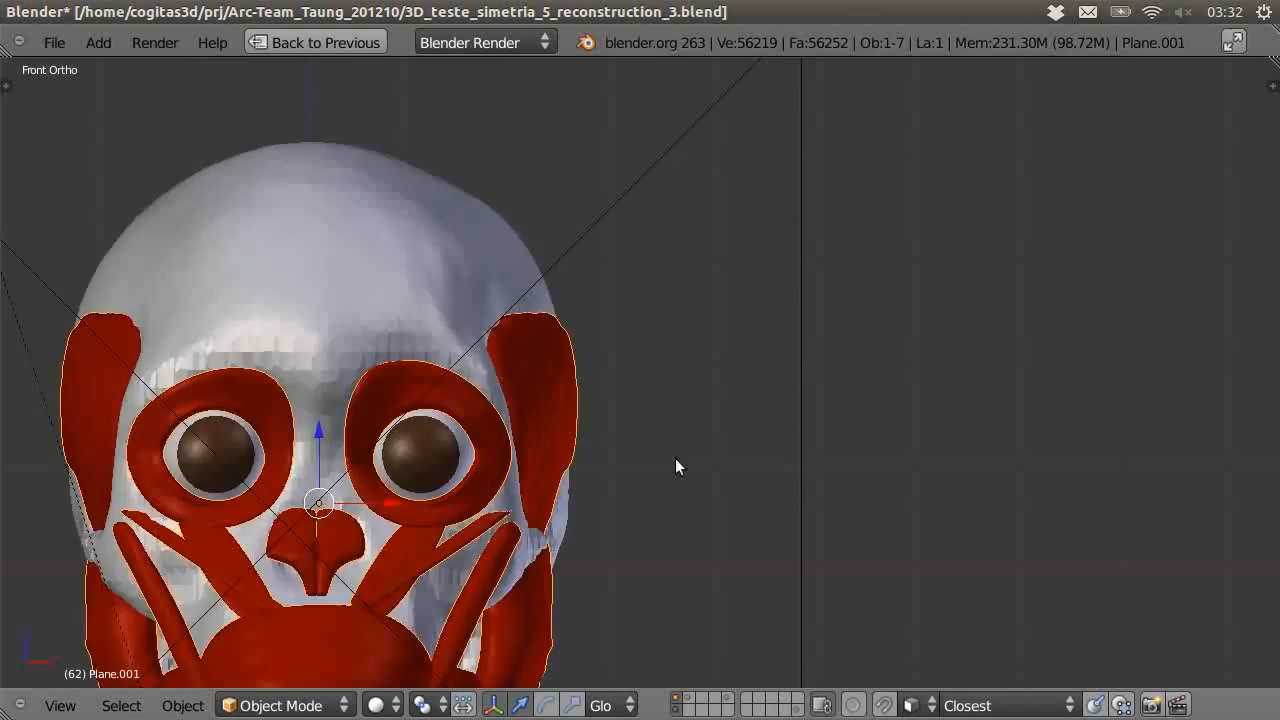 Blender* [/home/cogitas3d/prj/Arc-Team_Taung_201210/3D_teste_simetria_5_reconstruction_3.blend]
03:32
File Add Render Help Back to Previous Blender Render blender.org 263 | Ve:56219 | Fa:56252 | Ob:1-7 | La:1 | Mem:231.30M (98.72M) | Plane.001
Front Ortho
(62) Plane.001
View Select Object Object Mode Glo Closest